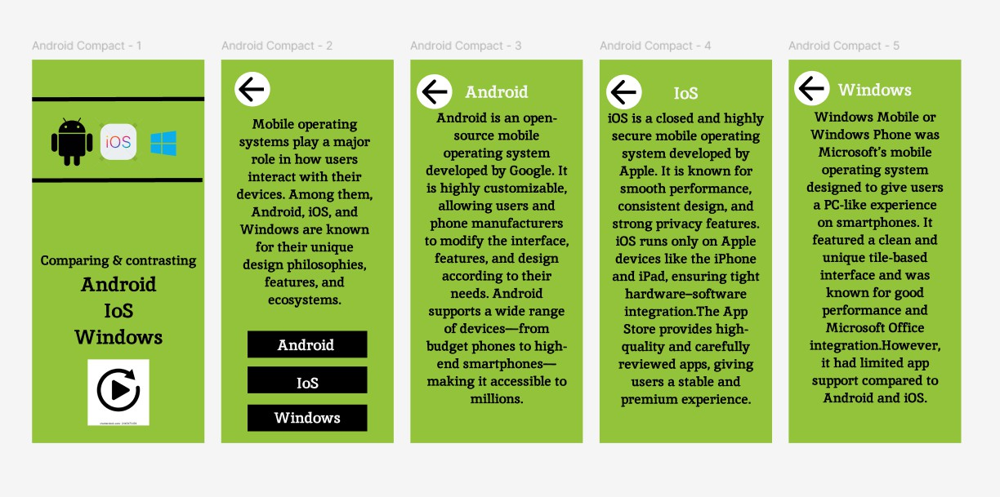 Android Compact - 1
iOS
Comparing & contrasting
Android
IoS
Windows
Android Compact - 2
Mobile operating
systems play a major
role in how users
interact with their
devices. Among them,
Android, iOS, and
Windows are known
for their unique
design philosophies,
features, and
ecosystems.
Android
IoS
Windows
Android Compact - 3
Android
Android is an open-
source mobile
operating system
developed by Google. It
is highly customizable,
allowing users and
phone manufacturers
to modify the interface,
features, and design
according to their
needs. Android
supports a wide range
of devices—from
budget phones to high-
end smartphones—
making it accessible to
millions.
Android Compact - 4
IoS
iOS is a closed and highly
secure mobile operating
system developed by
Apple. It is known for
smooth performance,
consistent design, and
strong privacy features.
iOS runs only on Apple
devices like the iPhone
and iPad, ensuring tight
hardware–software
integration.The App
Store provides high-
quality and carefully
reviewed apps, giving
users a stable and
premium experience.
Android Compact - 5
Windows
Windows Mobile or
Windows Phone was
Microsoft's mobile
operating system
designed to give users
a PC-like experience
on smartphones. It
featured a clean and
unique tile-based
interface and was
known for good
performance and
Microsoft Office
integration.However,
it had limited app
support compared to
Android and iOS.